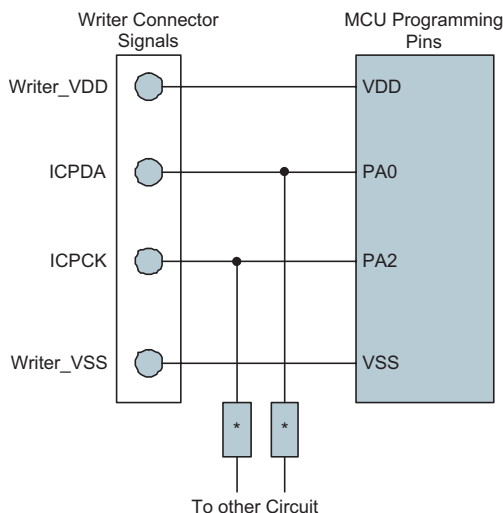 Writer Connector
Signals
MCU Programming
Pins
Writer_VDD
VDD
ICPDA
PA0
ICPCK
PA2
Writer_VSS
VSS
* *
To other Circuit